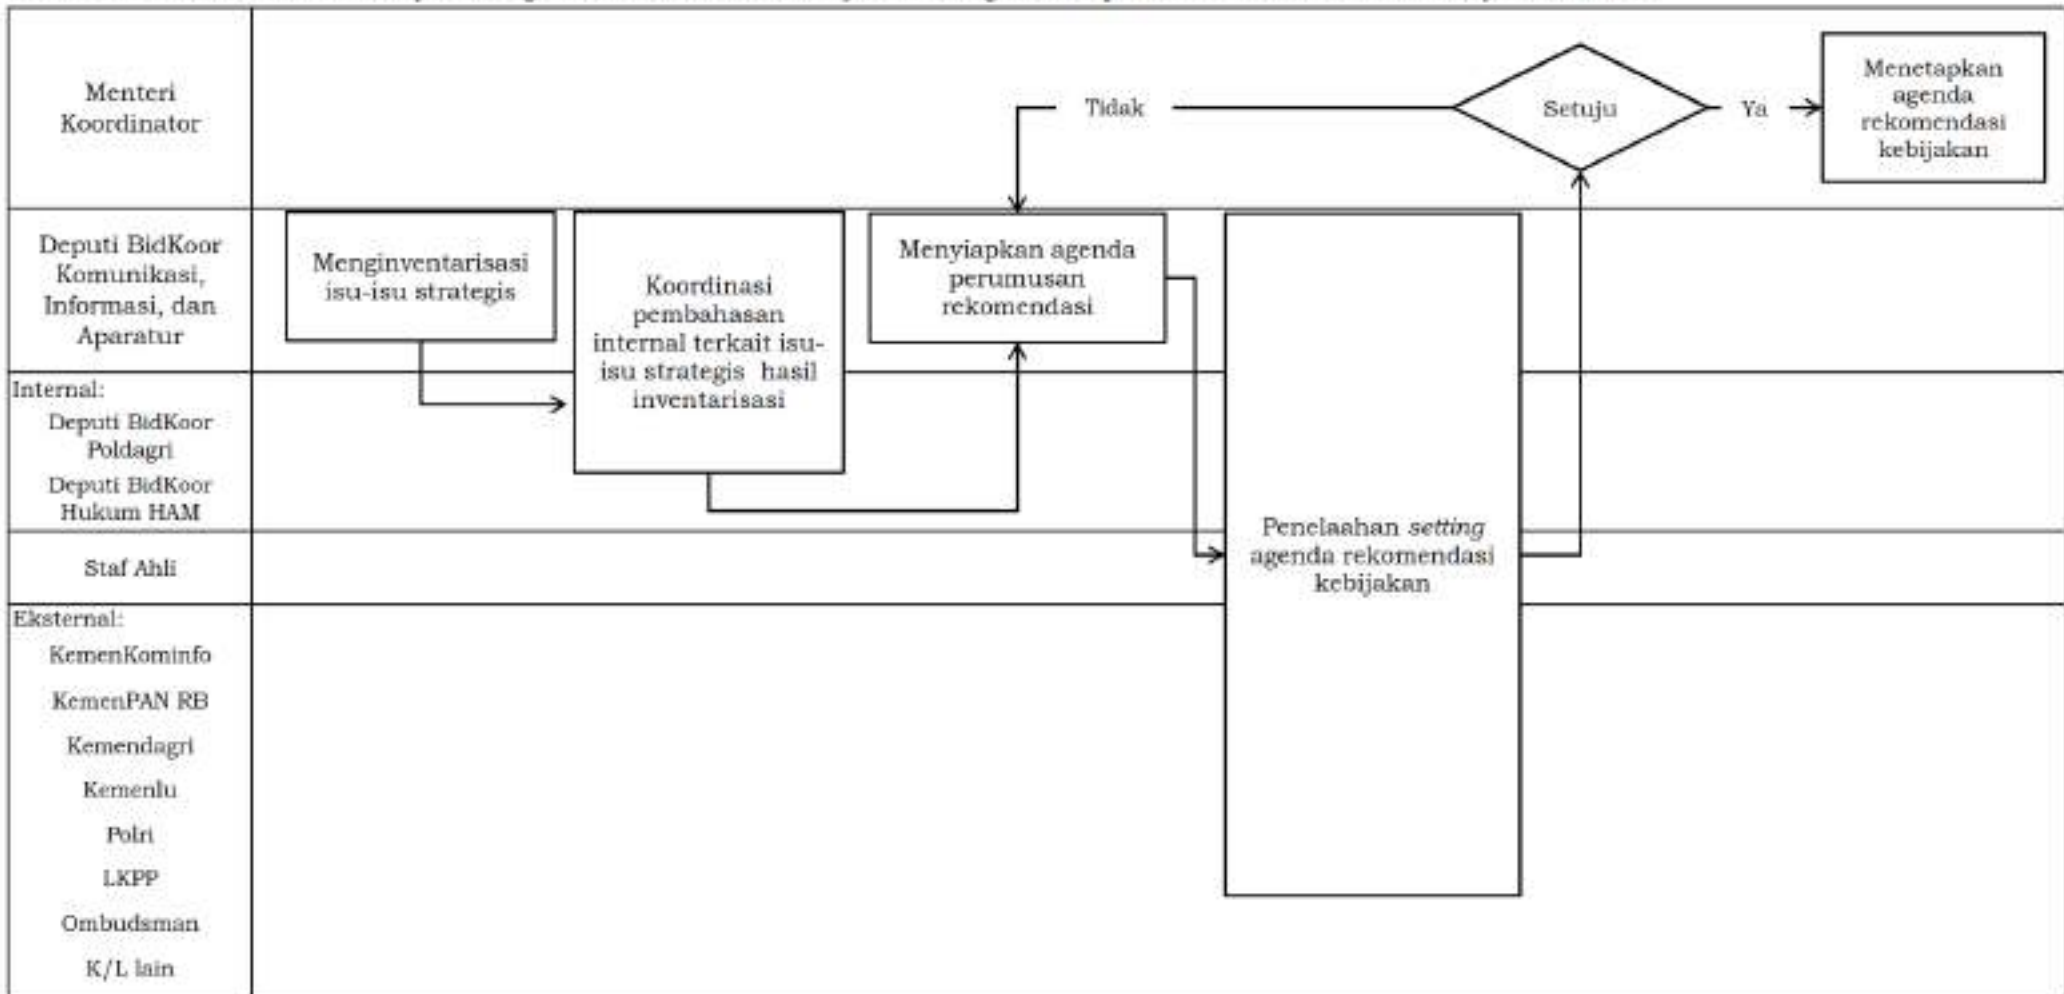 Menteri
Koordinator
Tidak
Setuju
Ya
Menetapkan
agenda
rekomendasi
kebijakan
Deputi BidKoor
Komunikasi,
Informasi, dan
Aparatur
Menginventarisasi
isu-isu strategis
Koordinasi
pembahasan
internal terkait isu-
isu strategis hasil
inventarisasi
Menyiapkan agenda
perumusan
rekomendasi
Internal:
Deputi BidKoor
Poldagri
Deputi BidKoor
Hukum HAM
Staf Ahli
Penelaahan setting
agenda rekomendasi
kebijakan
Eksternal:
KemenKominfo
KemenPAN RB
Kemendagri
Kemenlu
Polri
LKPP
Ombudsman
K/L lain